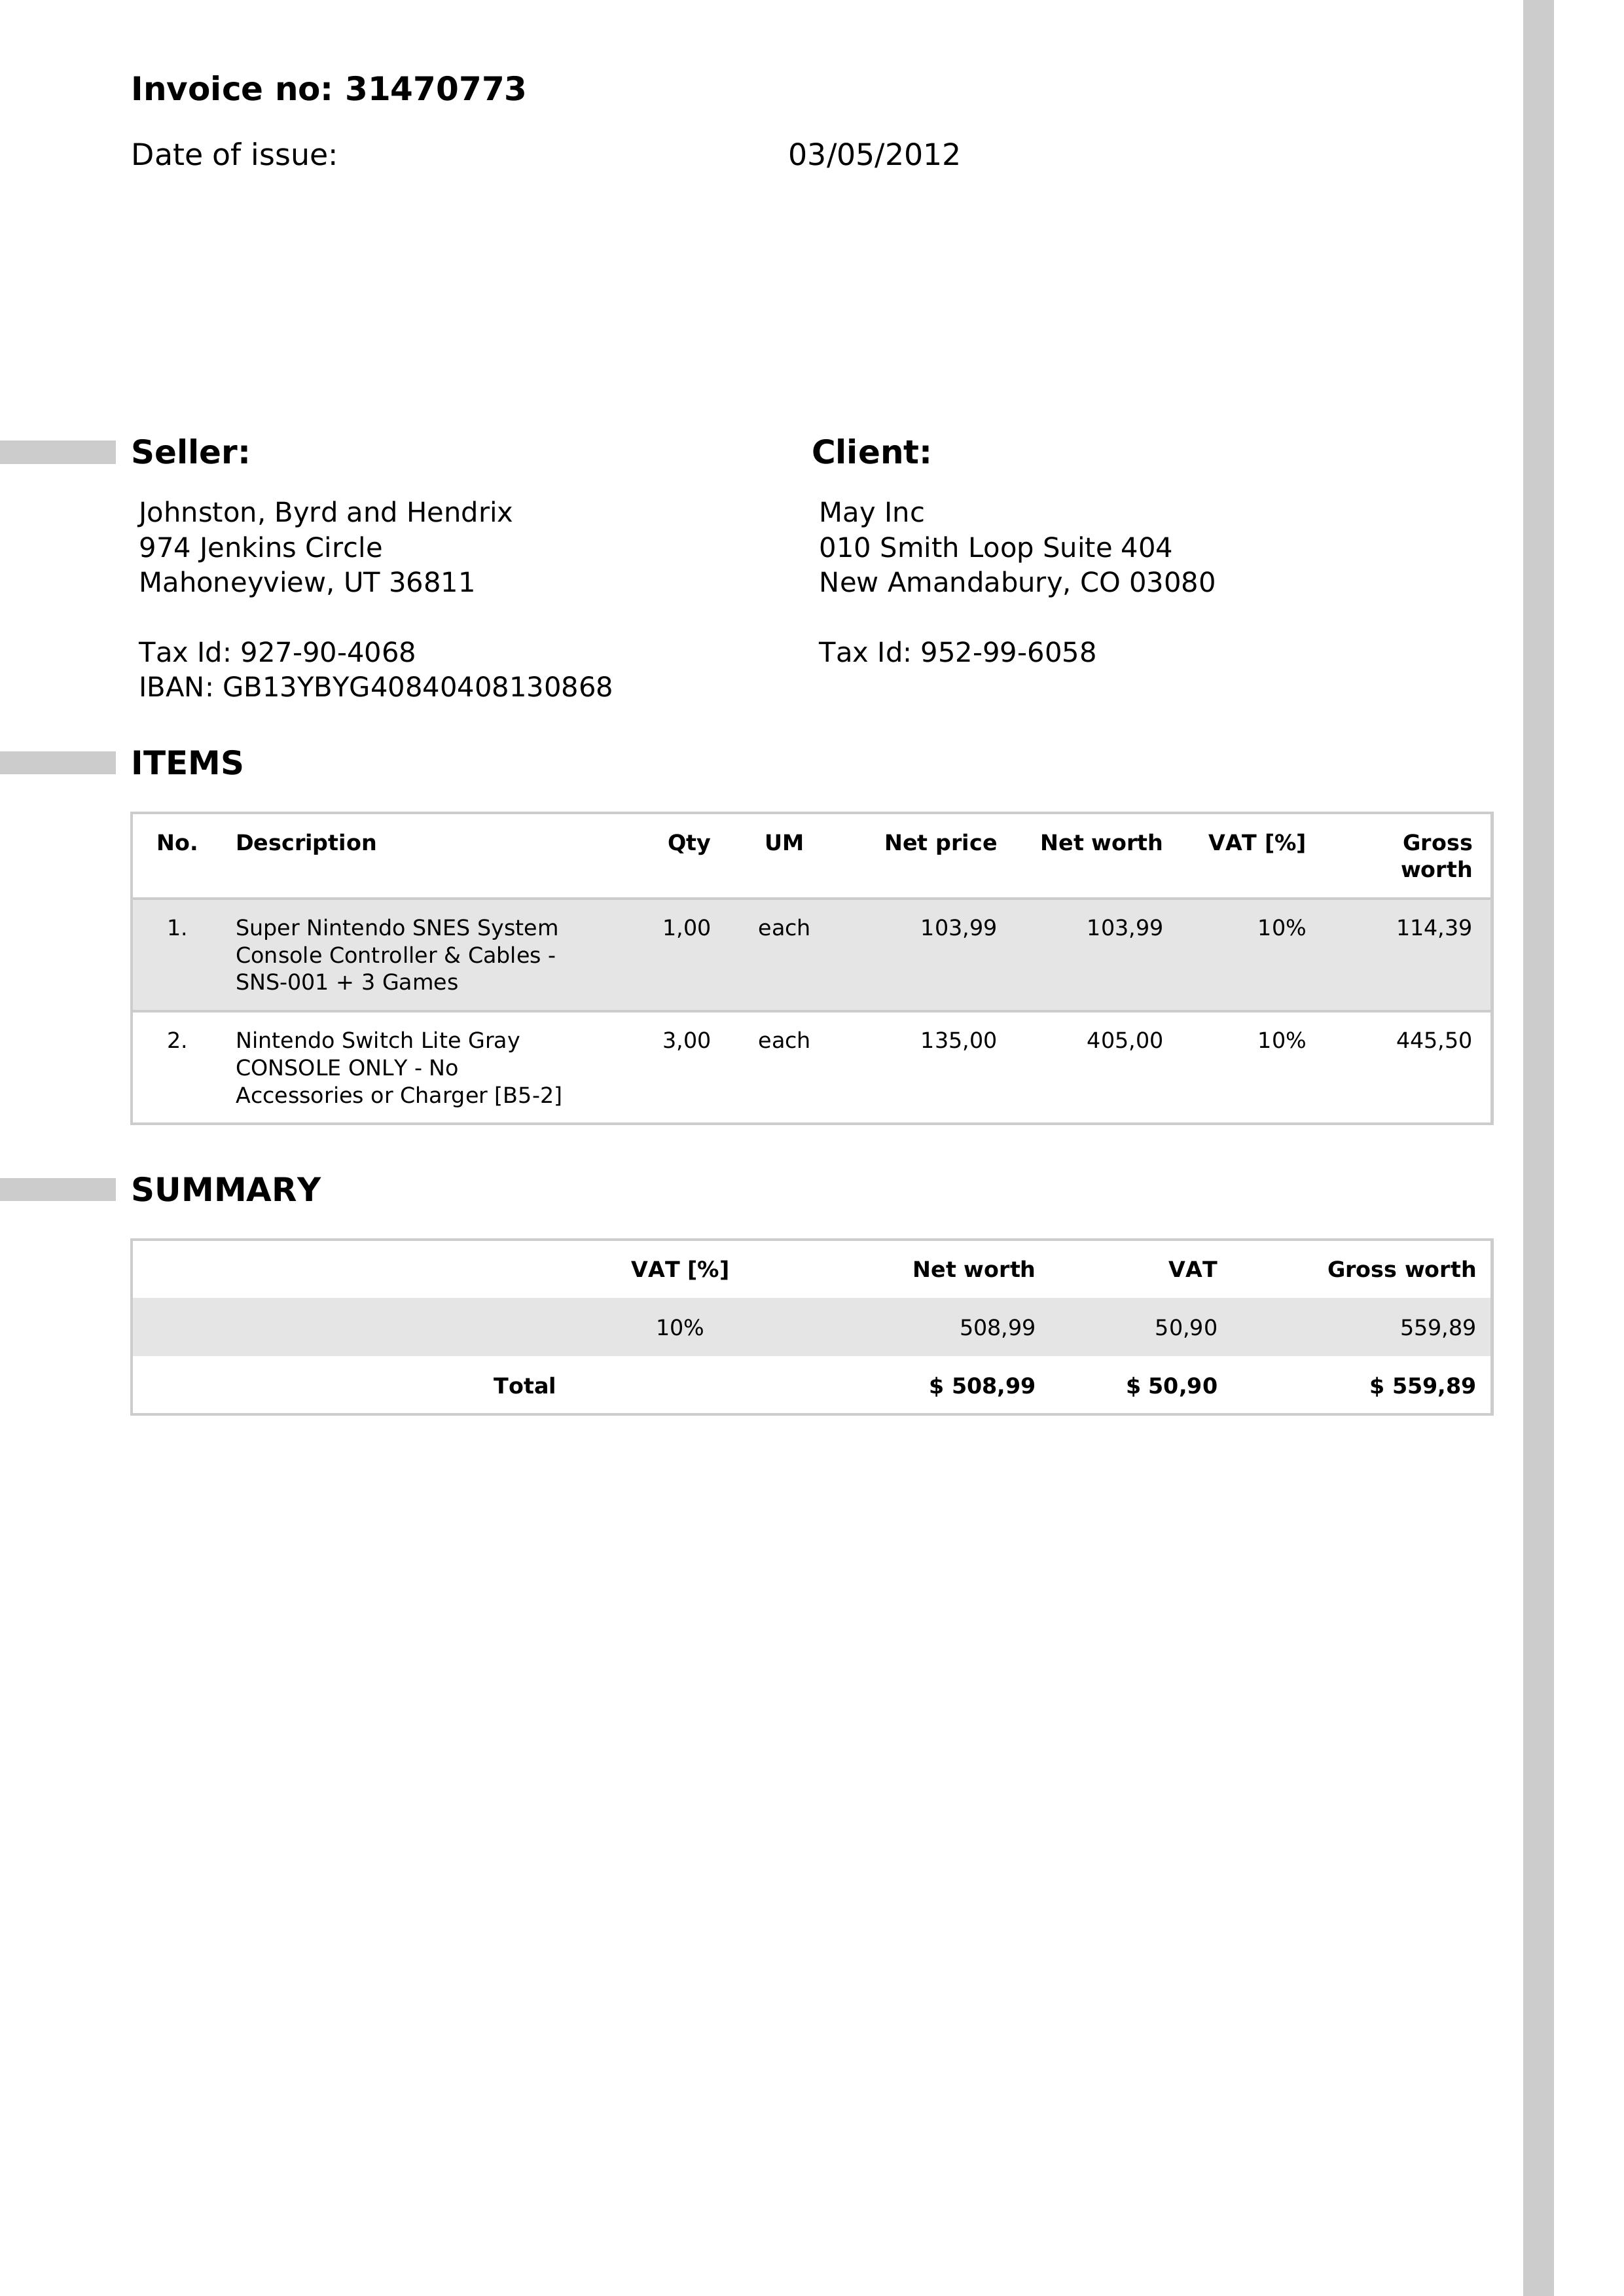 Invoice no: 31470773
Date of issue: 03/05/2012
Seller:
Johnston, Byrd and Hendrix
974 Jenkins Circle
Mahoneyview, UT 36811
Tax Id: 927-90-4068
IBAN: GB13YBYG40840408130868
Client:
May Inc
010 Smith Loop Suite 404
New Amandabury, CO 03080
Tax Id: 952-99-6058
ITEMS
No. Description Qty UM Net price Net worth VAT [%] Gross
worth
1. Super Nintendo SNES System 1,00 each 103,99 103,99 10% 114,39
Console Controller & Cables -
SNS-001 + 3 Games
2. Nintendo Switch Lite Gray 3,00 each 135,00 405,00 10% 445,50
CONSOLE ONLY - No
Accessories or Charger [B5-2]
SUMMARY
VAT [%] Net worth VAT Gross worth
10% 508,99 50,90 559,89
Total $ 508,99 $ 50,90 $ 559,89